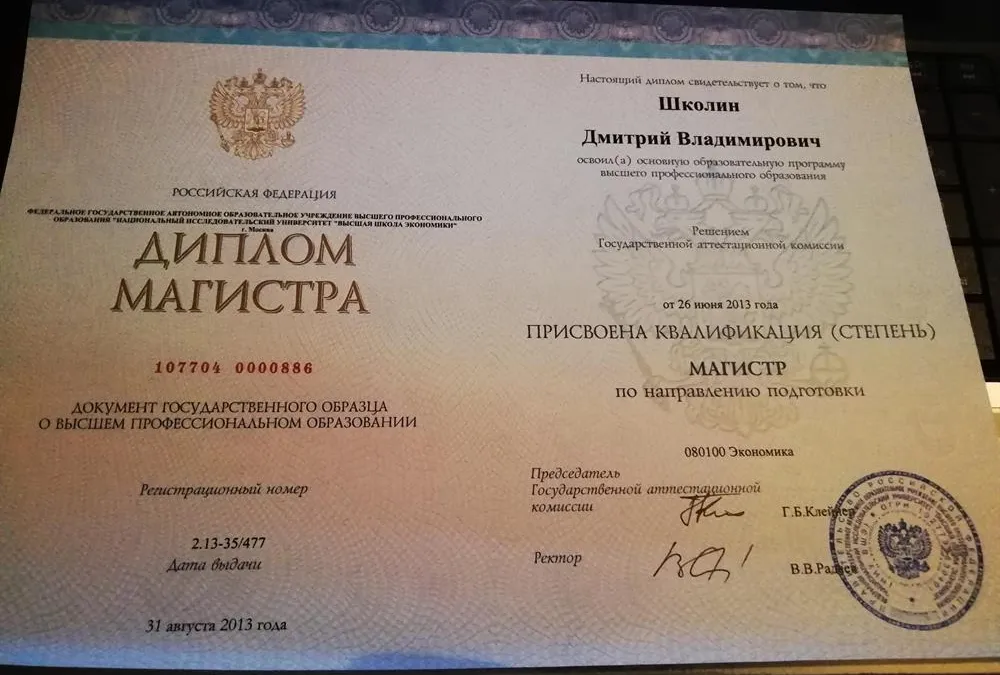 РОССИЙСКАЯ ФЕДЕРАЦИЯ
ФЕДЕРАЛЬНОЕ ГОСУДАРСТВЕННОЕ АВТОНОМНОЕ ОБРАЗОВАТЕЛЬНОЕ УЧРЕЖДЕНИЕ ВЫСШЕГО ПРОФЕССИОНАЛЬНОГО
ОБРАЗОВАНИЯ "НАЦИОНАЛЬНЫЙ ИССЛЕДОВАТЕЛЬСКИЙ УНИВЕРСИТЕТ "ВЫСШАЯ ШКОЛА ЭКОНОМИКИ"
г. Москва
ДИПЛОМ
МАГИСТРА
107704 0000886
ДОКУМЕНТ ГОСУДАРСТВЕННОГО ОБРАЗЦА
О ВЫСШЕМ ПРОФЕССИОНАЛЬНОМ ОБРАЗОВАНИИ
Регистрационный номер
2.13-35/477
Дата выдачи
31 августа 2013 года
Настоящий диплом свидетельствует о том, что
Школин
Дмитрий Владимирович
освоил(а) основную образовательную программу
высшего профессионального образования
Решением
Государственной аттестационной комиссии
от 26 июня 2013 года
ПРИСВОЕНА КВАЛИФИКАЦИЯ (СТЕПЕНЬ)
МАГИСТР
по направлению подготовки
080100 Экономика
Председатель
Государственной аттестационной
комиссии
Г.Б.Клейнер
Ректор
В.В.Радаев